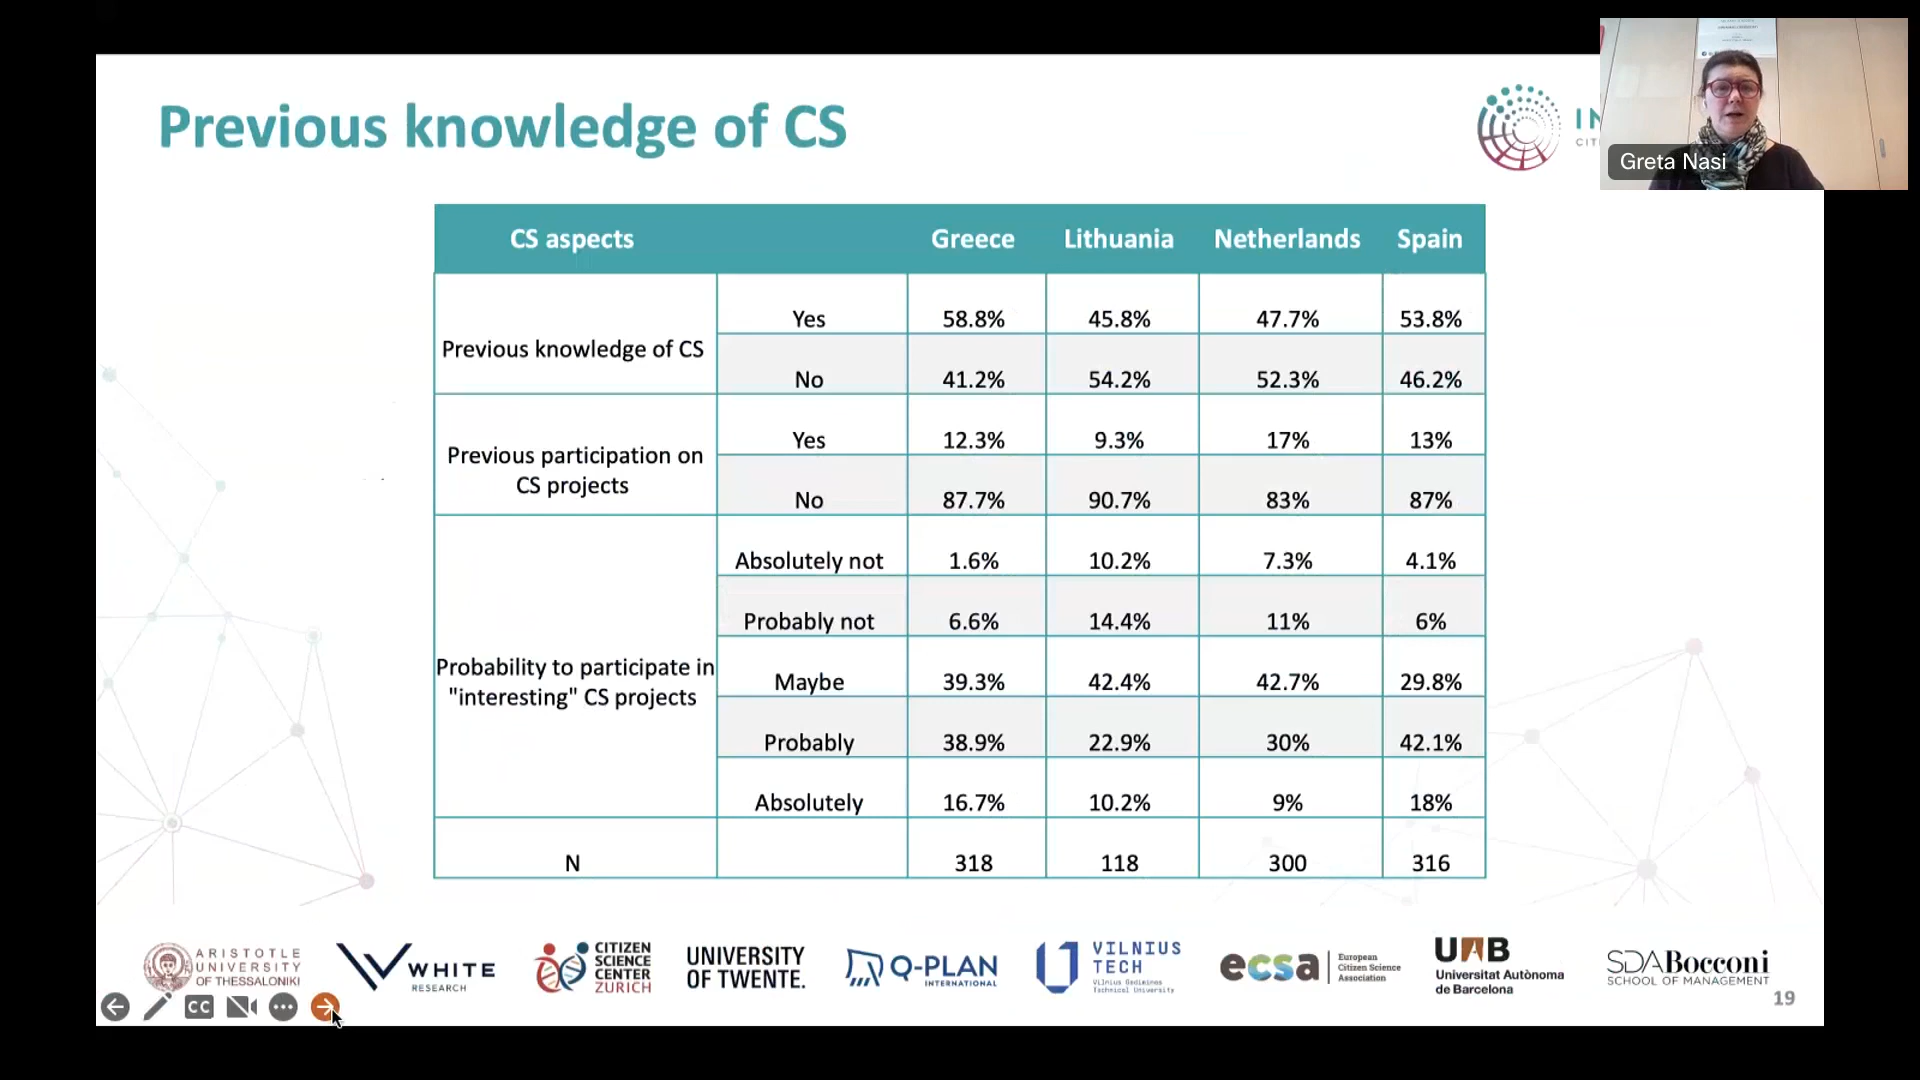 Previous knowledge of CS
IN
CIT
Greta Nasi
CS aspects Greece Lithuania Netherlands Spain
Previous knowledge of CS
Yes 58.8% 45.8% 47.7% 53.8%
No 41.2% 54.2% 52.3% 46.2%
Previous participation on
CS projects
Yes 12.3% 9.3% 17% 13%
No 87.7% 90.7% 83% 87%
Probability to participate in
"interesting" CS projects
Absolutely not 1.6% 10.2% 7.3% 4.1%
Probably not 6.6% 14.4% 11% 6%
Maybe 39.3% 42.4% 42.7% 29.8%
Probably 38.9% 22.9% 30% 42.1%
Absolutely 16.7% 10.2% 9% 18%
N 318 118 300 316
ARISTOTLE
UNIVERSITY
OF THESSALONIKI
WHITE
RESEARCH
CITIZEN
SCIENCE
CENTER
ZURICH
UNIVERSITY
OF TWENTE.
Q-PLAN
INTERNATIONAL
VILNIUS
TECH
Vilnius Gediminas
Technical University
ecsa
European
Citizen Science
Association
UAB
Universitat Autònoma
de Barcelona
SDA Bocconi
SCHOOL OF MANAGEMENT
CC
19